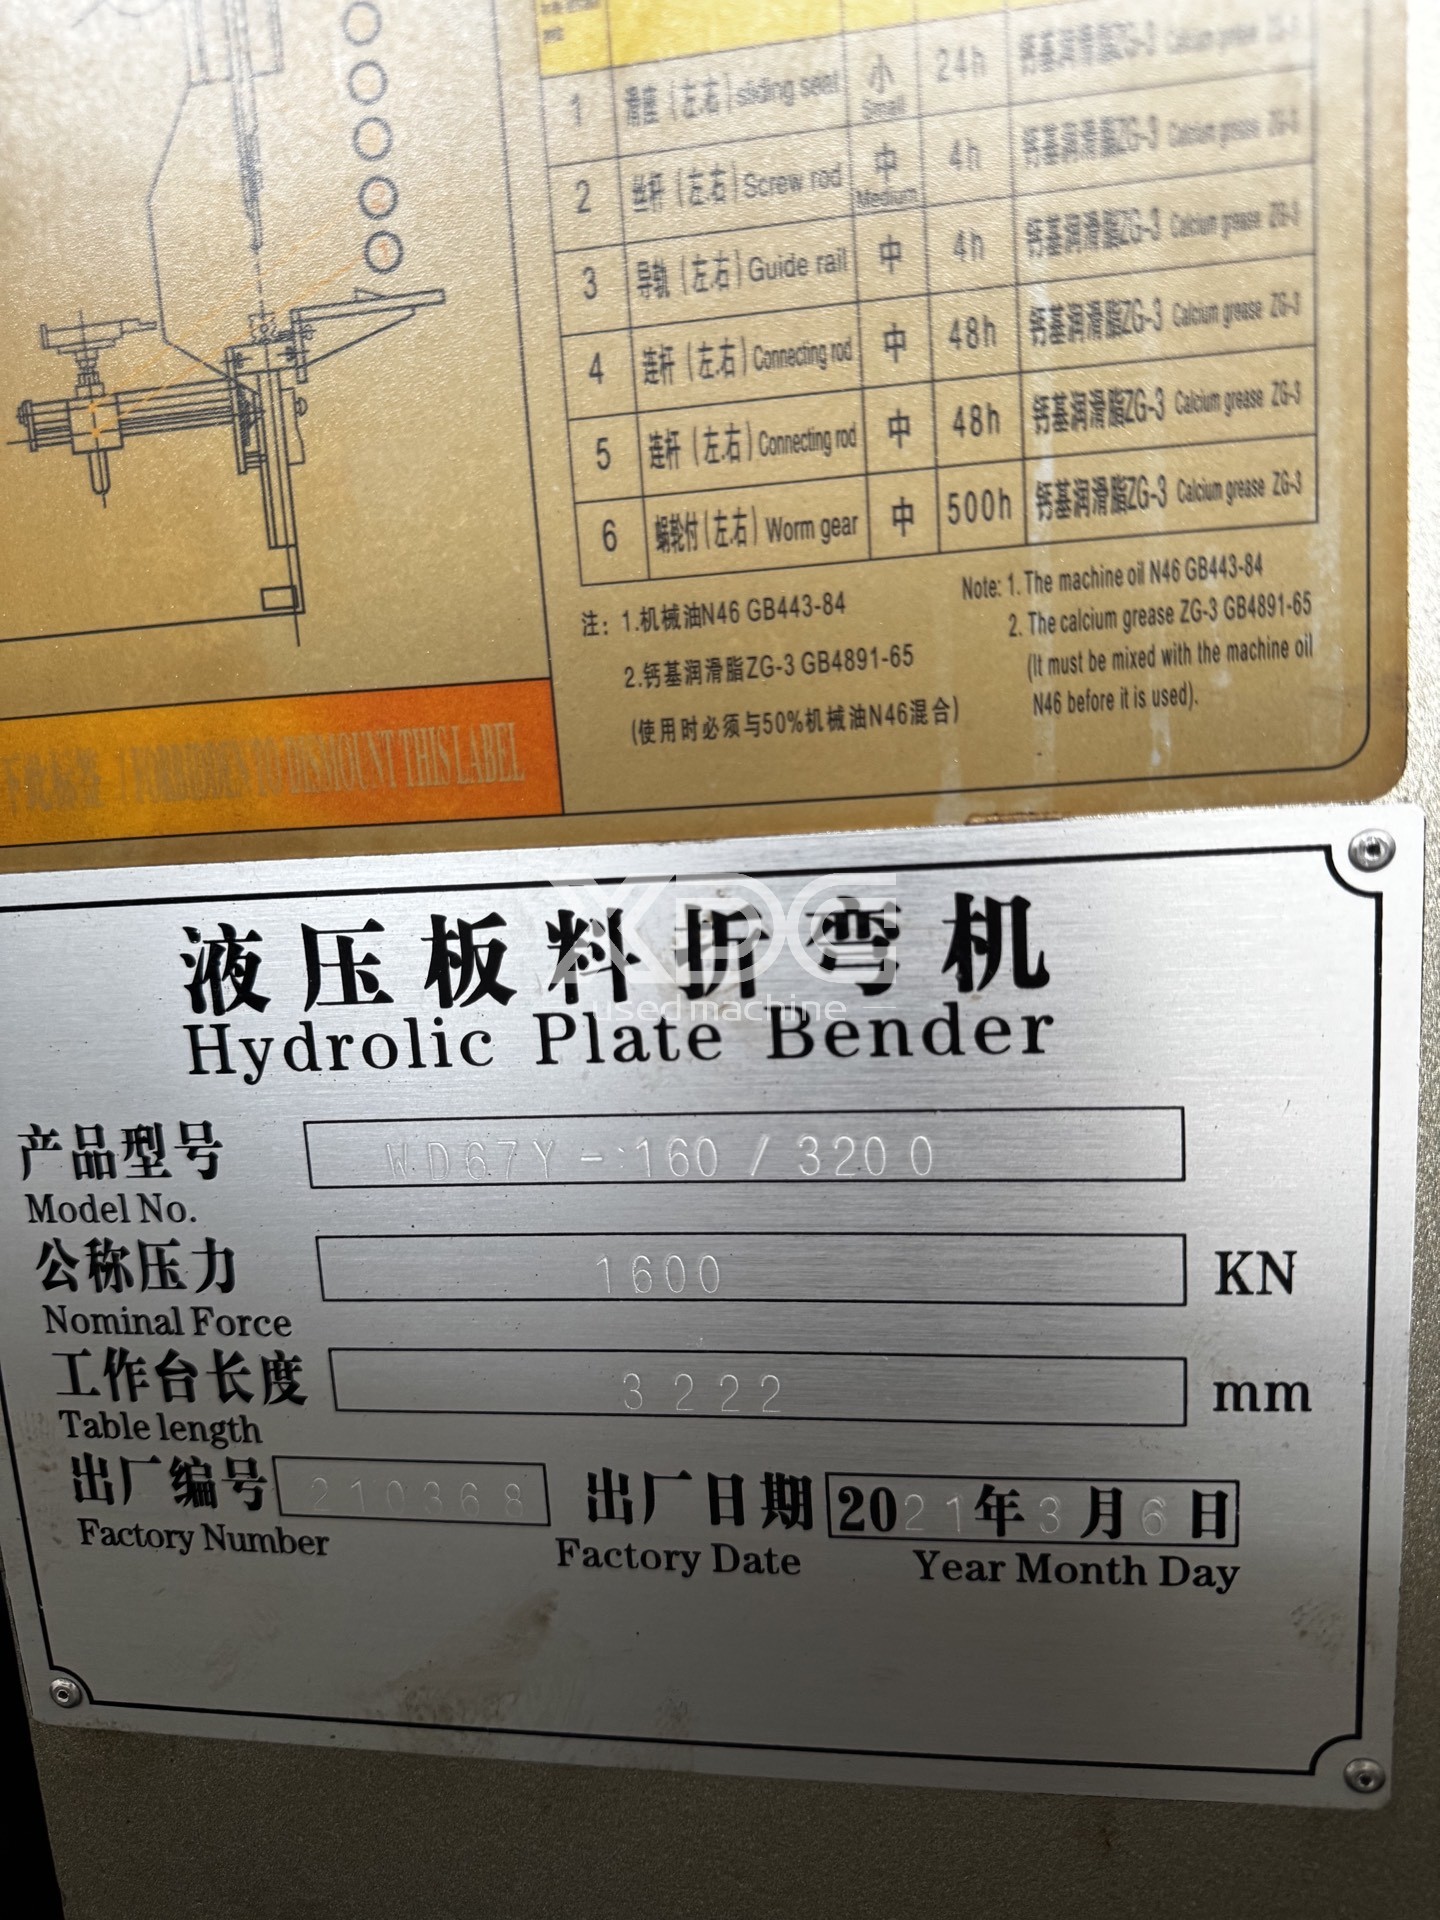 1 滑座（左.右）sliding seat 小 Small 24h 钙基润滑脂ZG-3 Calcium grease ZG-3
2 丝杆（左.右）Screw rod 中 Medium 4h 钙基润滑脂ZG-3 Calcium grease ZG-3
3 导轨（左.右）Guide rail 中 4h 钙基润滑脂ZG-3 Calcium grease ZG-3
4 连杆（左.右）Connecting rod 中 48h 钙基润滑脂ZG-3 Calcium grease ZG-3
5 连杆（左.右）Connecting rod 中 48h 钙基润滑脂ZG-3 Calcium grease ZG-3
6 蜗轮付（左.右）Worm gear 中 500h 钙基润滑脂ZG-3 Calcium grease ZG-3
注：1.机械油N46 GB443-84
2.钙基润滑脂ZG-3 GB4891-65
(使用时必须与50%机械油N46混合)
Note: 1. The machine oil N46 GB443-84
2. The calcium grease ZG-3 GB4891-65
(It must be mixed with the machine oil
N46 before it is used).
下此标签 ! FORBIDDEN TO DISMOUNT THIS LABEL
XDG
used machine
液压板料折弯机
Hydrolic Plate Bender
产品型号 WD67Y-160/3200
Model No.
公称压力 1600 KN
Nominal Force
工作台长度 3222 mm
Table length
出厂编号 210368 出厂日期 2021年3月6日
Factory Number Factory Date Year Month Day